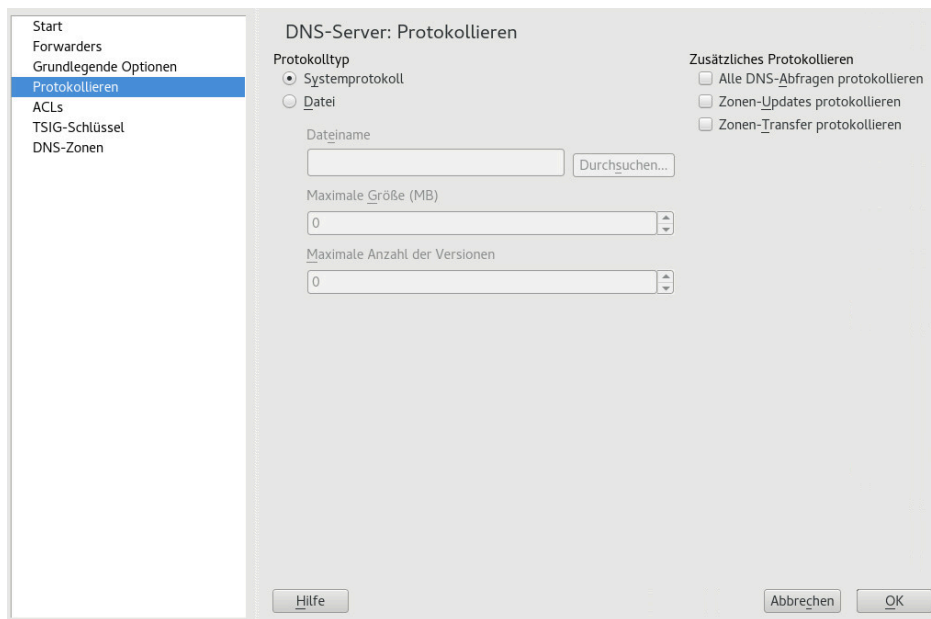 Start
Forwarders
Grundlegende Optionen
Protokollieren
ACLs
TSIG-Schlüssel
DNS-Zonen
DNS-Server: Protokollieren
Protokolltyp
Systemprotokoll
Datei
Dateiname
Durchsuchen...
Maximale Größe (MB)
0
Maximale Anzahl der Versionen
0
Zusätzliches Protokollieren
Alle DNS-Abfragen protokollieren
Zonen-Updates protokollieren
Zonen-Transfer protokollieren
Hilfe
Abbrechen
OK